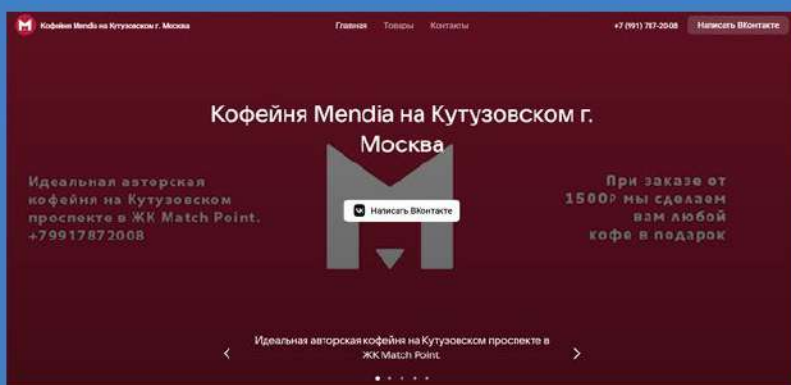 Кофейня Mendia на Кутузовском г. Москва
Главная Товары Контакты
+7 (991) 787-20-08
Написать ВКонтакте
Кофейня Mendia на Кутузовском г.
Москва
Идеальная авторская
кофейня на Кутузовском
проспекте в ЖК Match Point.
+79917872008
Написать ВКонтакте
При заказе от
1500₽ мы сделаем
вам любой
кофе в подарок
Идеальная авторская кофейня на Кутузовском проспекте в
ЖК Match Point.